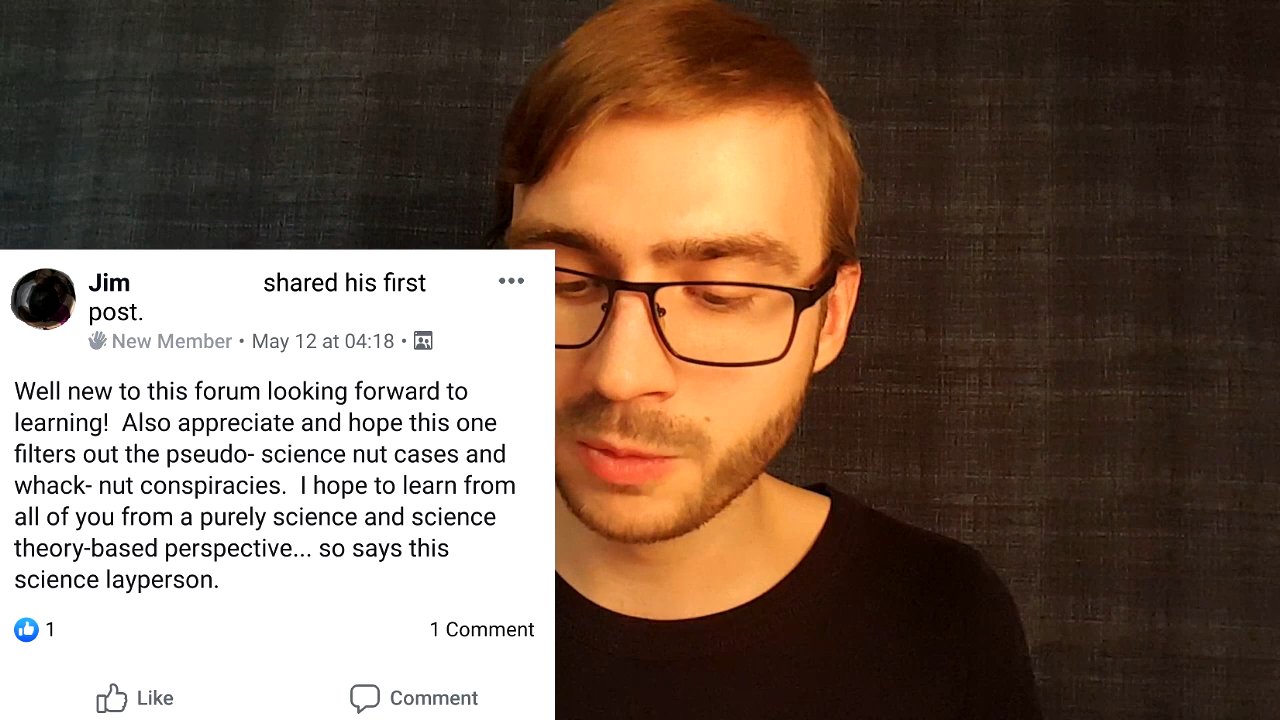 Jim shared his first
post.
New Member • May 12 at 04:18 •
Well new to this forum looking forward to
learning!  Also appreciate and hope this one
filters out the pseudo- science nut cases and
whack- nut conspiracies.  I hope to learn from
all of you from a purely science and science
theory-based perspective... so says this
science layperson.
1
1 Comment
Like
Comment